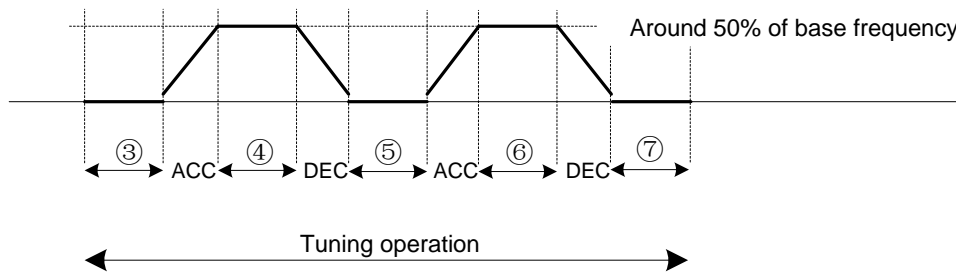 Around 50% of base frequency
③ ACC ④ DEC ⑤ ACC ⑥ DEC ⑦
Tuning operation